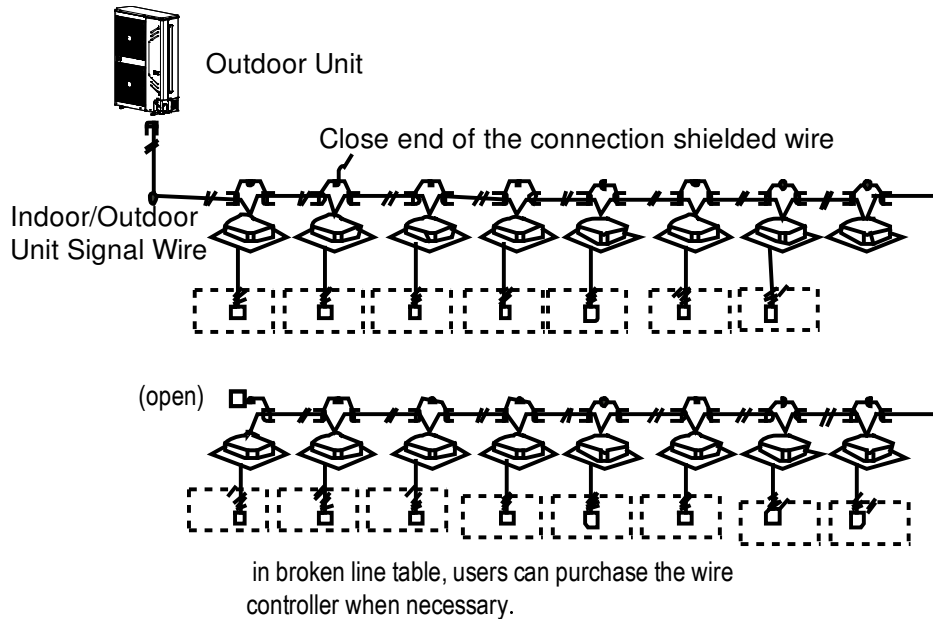 Outdoor Unit
Close end of the connection shielded wire
Indoor/Outdoor
Unit Signal Wire
(open)
in broken line table, users can purchase the wire
controller when necessary.